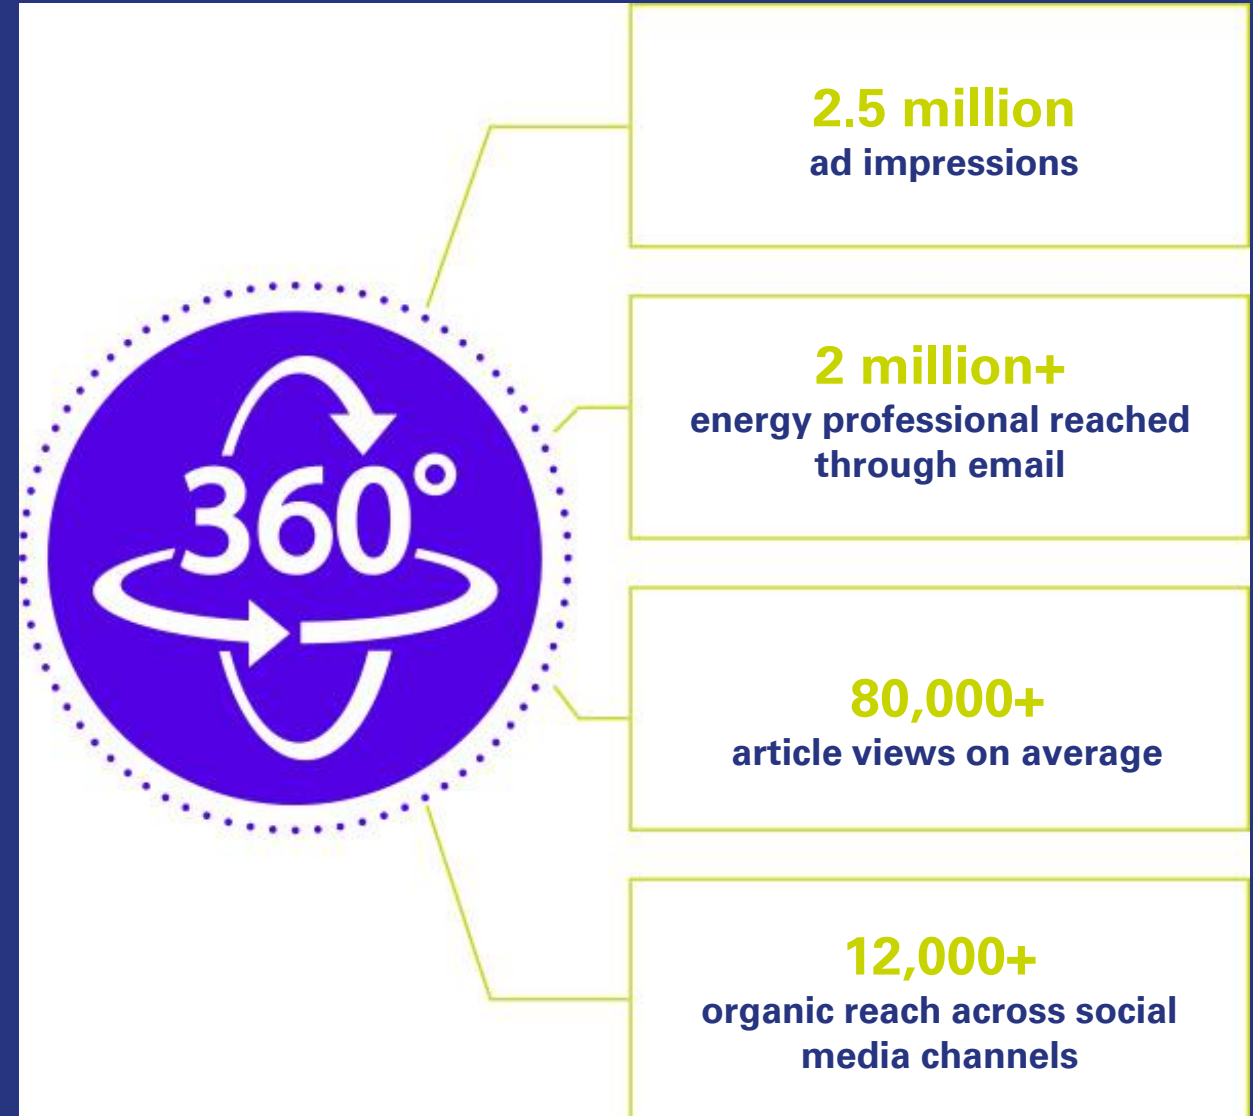 2.5 million
ad impressions
2 million+
energy professional reached
through email
360°
80,000+
article views on average
12,000+
organic reach across social
media channels